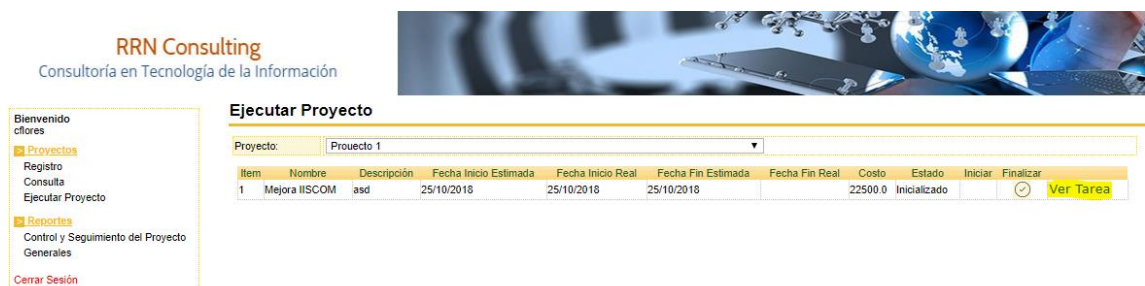 RRN Consulting
Consultoría en Tecnología de la Información
Bienvenido
cflores
Proyectos
Registro
Consulta
Ejecutar Proyecto
Reportes
Control y Seguimiento del Proyecto
Generales
Cerrar Sesión
Ejecutar Proyecto
Proyecto: Prouecto 1
Item Nombre Descripción Fecha Inicio Estimada Fecha Inicio Real Fecha Fin Estimada Fecha Fin Real Costo Estado Iniciar Finalizar
1 Mejora IISCOM asd 25/10/2018 25/10/2018 25/10/2018 22500.0 Inicializado Ver Tarea